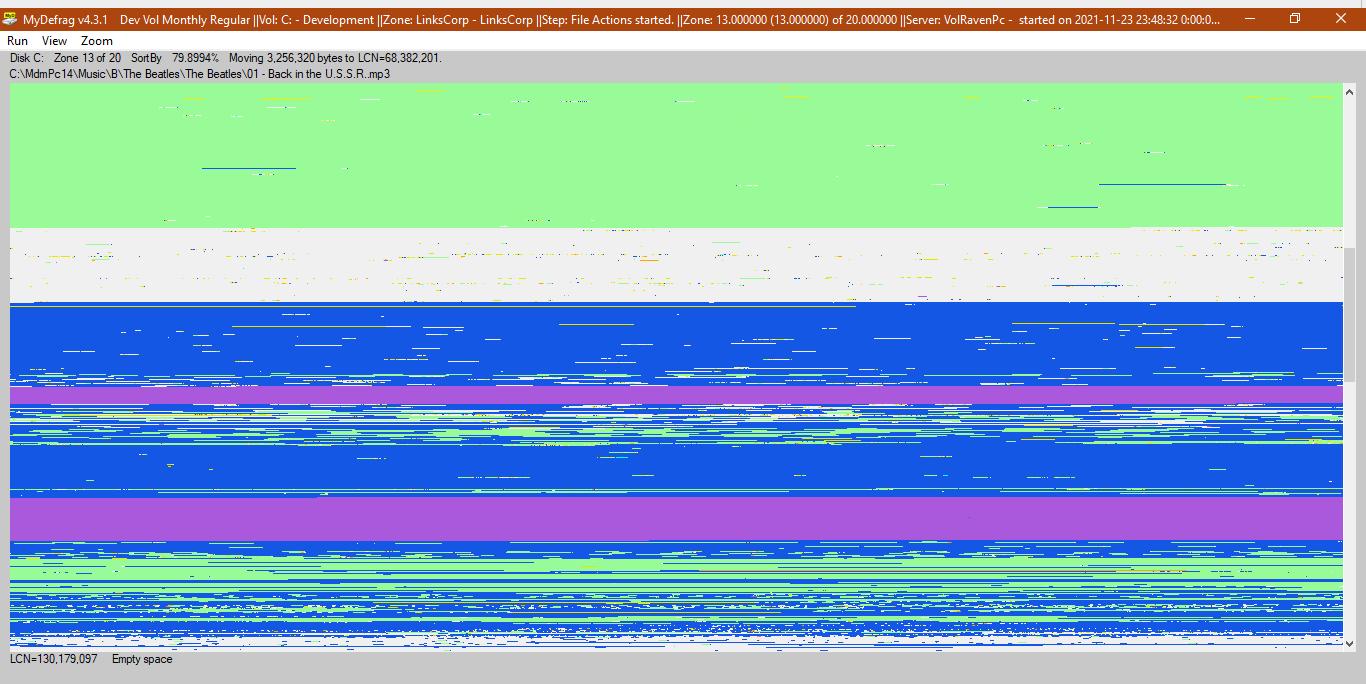 MyDefrag v4.3.1 Dev Vol Monthly Regular ||Vol: C: - Development ||Zone: LinksCorp - LinksCorp ||Step: File Actions started. ||Zone: 13.000000 (13.000000) of 20.000000 ||Server: VolRavenPc - started on 2021-11-23 23:48:32 0:00:0...
Run View Zoom
Disk C: Zone 13 of 20 SortBy 79.8994% Moving 3,256,320 bytes to LCN=68,382,201.
C:\MdmPc14\Music\B\The Beatles\The Beatles\01 - Back in the U.S.S.R..mp3
LCN=130,179,097 Empty space